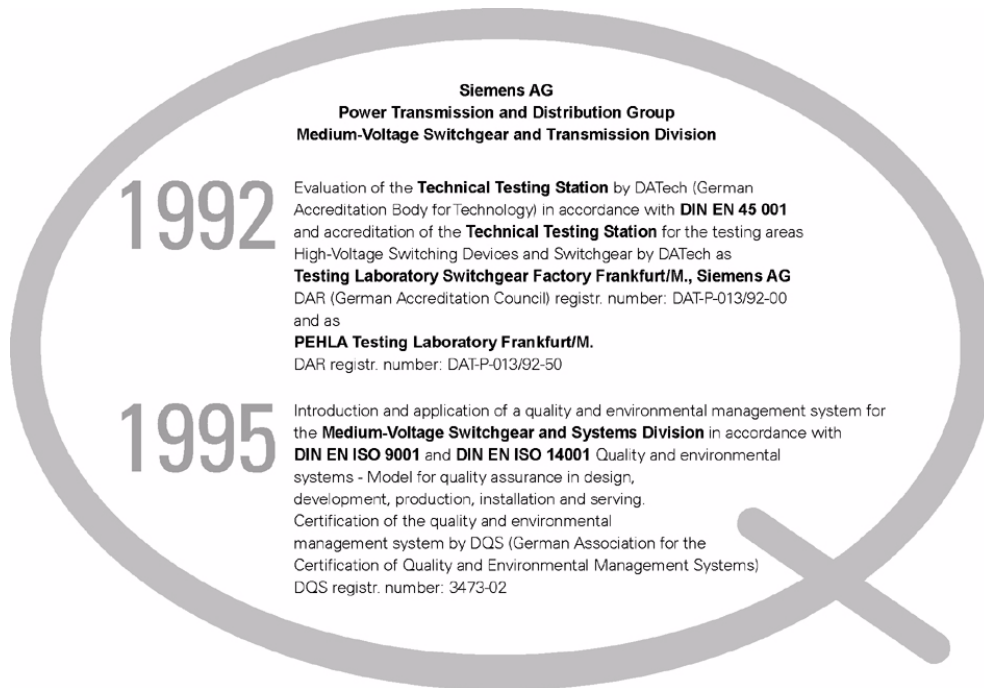 Siemens AG
Power Transmission and Distribution Group
Medium-Voltage Switchgear and Transmission Division
1992
Evaluation of the Technical Testing Station by DATech (German
Accreditation Body for Technology) in accordance with DIN EN 45 001
and accreditation of the Technical Testing Station for the testing areas
High-Voltage Switching Devices and Switchgear by DATech as
Testing Laboratory Switchgear Factory Frankfurt/M., Siemens AG
DAR (German Accreditation Council) registr. number: DAT-P-013/92-00
and as
PEHLA Testing Laboratory Frankfurt/M.
DAR registr. number: DAT-P-013/92-50
1995
Introduction and application of a quality and environmental management system for
the Medium-Voltage Switchgear and Systems Division in accordance with
DIN EN ISO 9001 and DIN EN ISO 14001 Quality and environmental
systems - Model for quality assurance in design,
development, production, installation and serving.
Certification of the quality and environmental
management system by DQS (German Association for the
Certification of Quality and Environmental Management Systems)
DQS registr. number: 3473-02